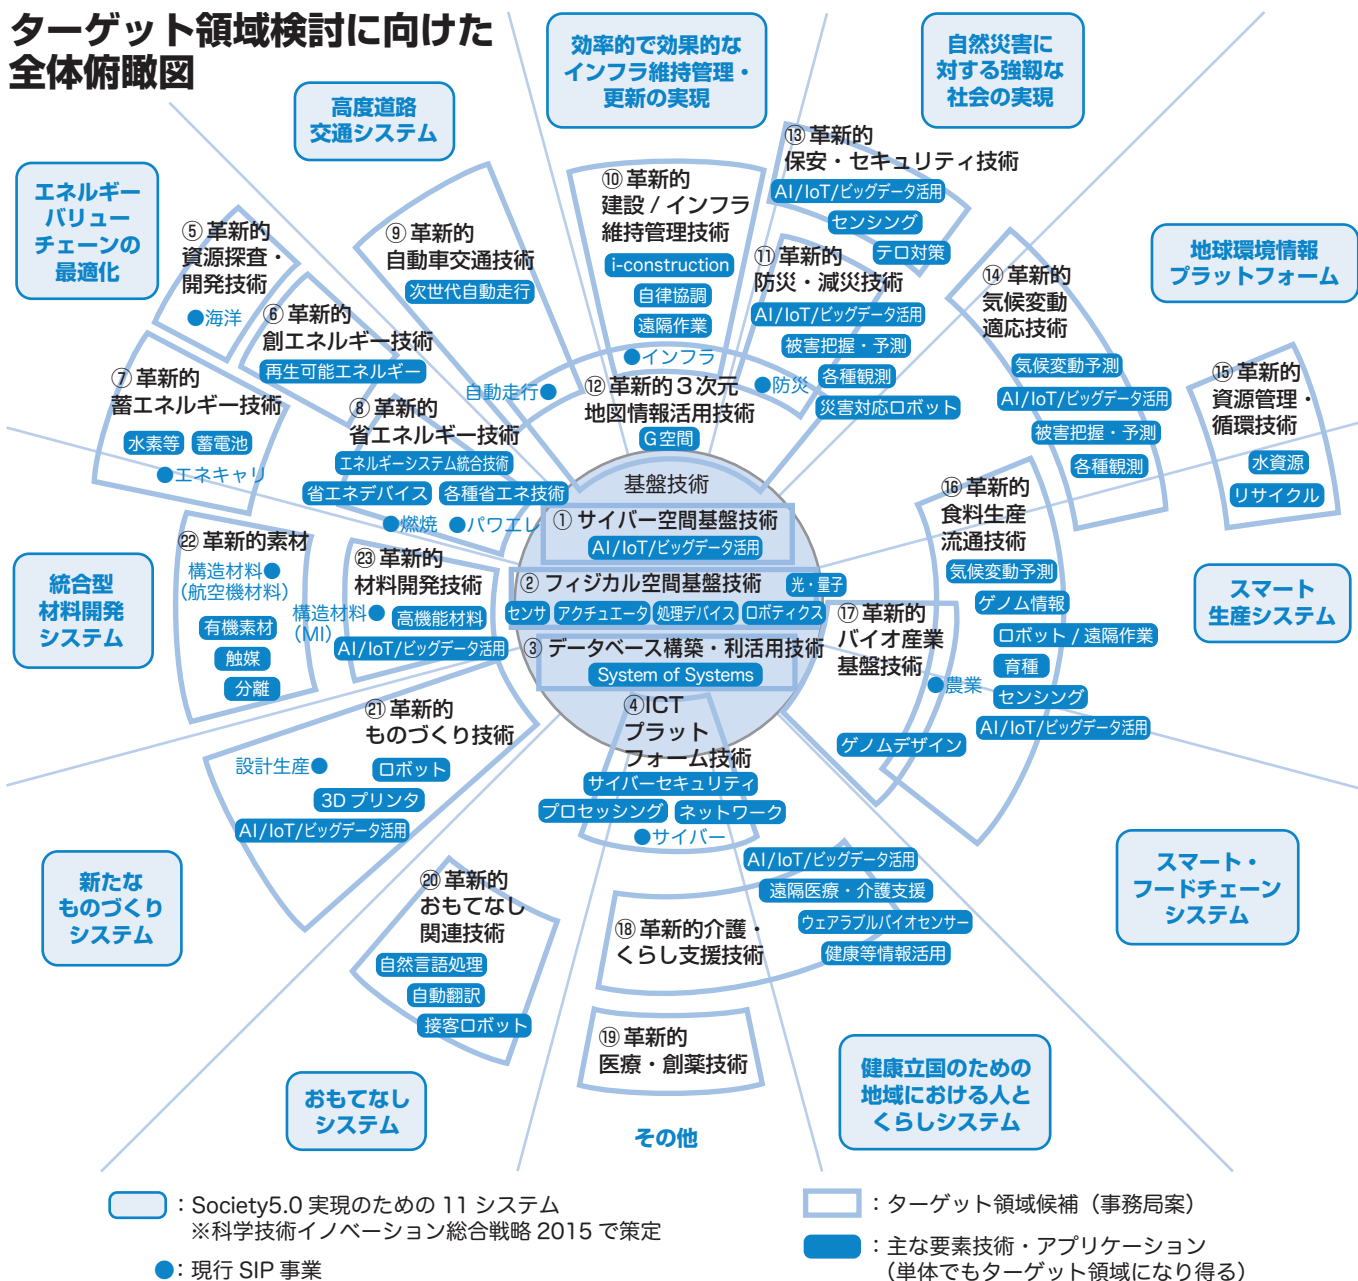 ターゲット領域検討に向けた
全体俯瞰図
効率的で効果的な
インフラ維持管理・
更新の実現
自然災害に
対する強靱な
社会の実現
高度道路
交通システム
エネルギー
バリュー
チェーンの
最適化
地球環境情報
プラットフォーム
⑤革新的
資源探査・
開発技術
●海洋
⑥革新的
創エネルギー技術
再生可能エネルギー
⑦革新的
蓄エネルギー技術
水素等 蓄電池
●エネキャリ
⑧革新的
省エネルギー技術
エネルギーシステム統合技術
省エネデバイス 各種省エネ技術
●燃焼 ●パワエレ
⑨革新的
自動車交通技術
次世代自動走行
自動走行●
⑩革新的
建設/インフラ
維持管理技術
i-construction
自律協調
遠隔作業
●インフラ
⑫革新的3次元
地図情報活用技術
G空間
⑬革新的
保安・セキュリティ技術
AI/IoT/ビッグデータ活用
センシング
テロ対策
⑪革新的
防災・減災技術
AI/IoT/ビッグデータ活用
被害把握・予測
各種観測
災害対応ロボット
●防災
⑭革新的
気候変動
適応技術
気候変動予測
AI/IoT/ビッグデータ活用
被害把握・予測
各種観測
⑮革新的
資源管理・
循環技術
水資源
リサイクル
基盤技術
①サイバー空間基盤技術
AI/IoT/ビッグデータ活用
②フィジカル空間基盤技術 光・量子
センサ アクチュエータ 処理デバイス ロボティクス
③データベース構築・利活用技術
System of Systems
④ICT
プラット
フォーム技術
サイバーセキュリティ
プロセッシング ネットワーク
●サイバー
⑯革新的
食料生産
流通技術
気候変動予測
ゲノム情報
ロボット/遠隔作業
育種
センシング
AI/IoT/ビッグデータ活用
●農業
⑰革新的
バイオ産業
基盤技術
ゲノムデザイン
スマート
生産システム
スマート・
フードチェーン
システム
統合型
材料開発
システム
㉒革新的素材
構造材料●
(航空機材料)
有機素材
触媒
分離
㉓革新的
材料開発技術
構造材料●
(MI)
高機能材料
AI/IoT/ビッグデータ活用
㉑革新的
ものづくり技術
設計生産●
ロボット
3Dプリンタ
AI/IoT/ビッグデータ活用
新たな
ものづくり
システム
⑳革新的
おもてなし
関連技術
自然言語処理
自動翻訳
接客ロボット
おもてなし
システム
AI/IoT/ビッグデータ活用
遠隔医療・介護支援
ウェアラブルバイオセンサー
健康等情報活用
⑱革新的介護・
くらし支援技術
⑲革新的
医療・創薬技術
その他
健康立国のための
地域における人と
くらしシステム
:Society5.0実現のための11システム
※科学技術イノベーション総合戦略2015で策定
●:現行SIP事業
:ターゲット領域候補(事務局案)
:主な要素技術・アプリケーション
(単体でもターゲット領域になり得る)